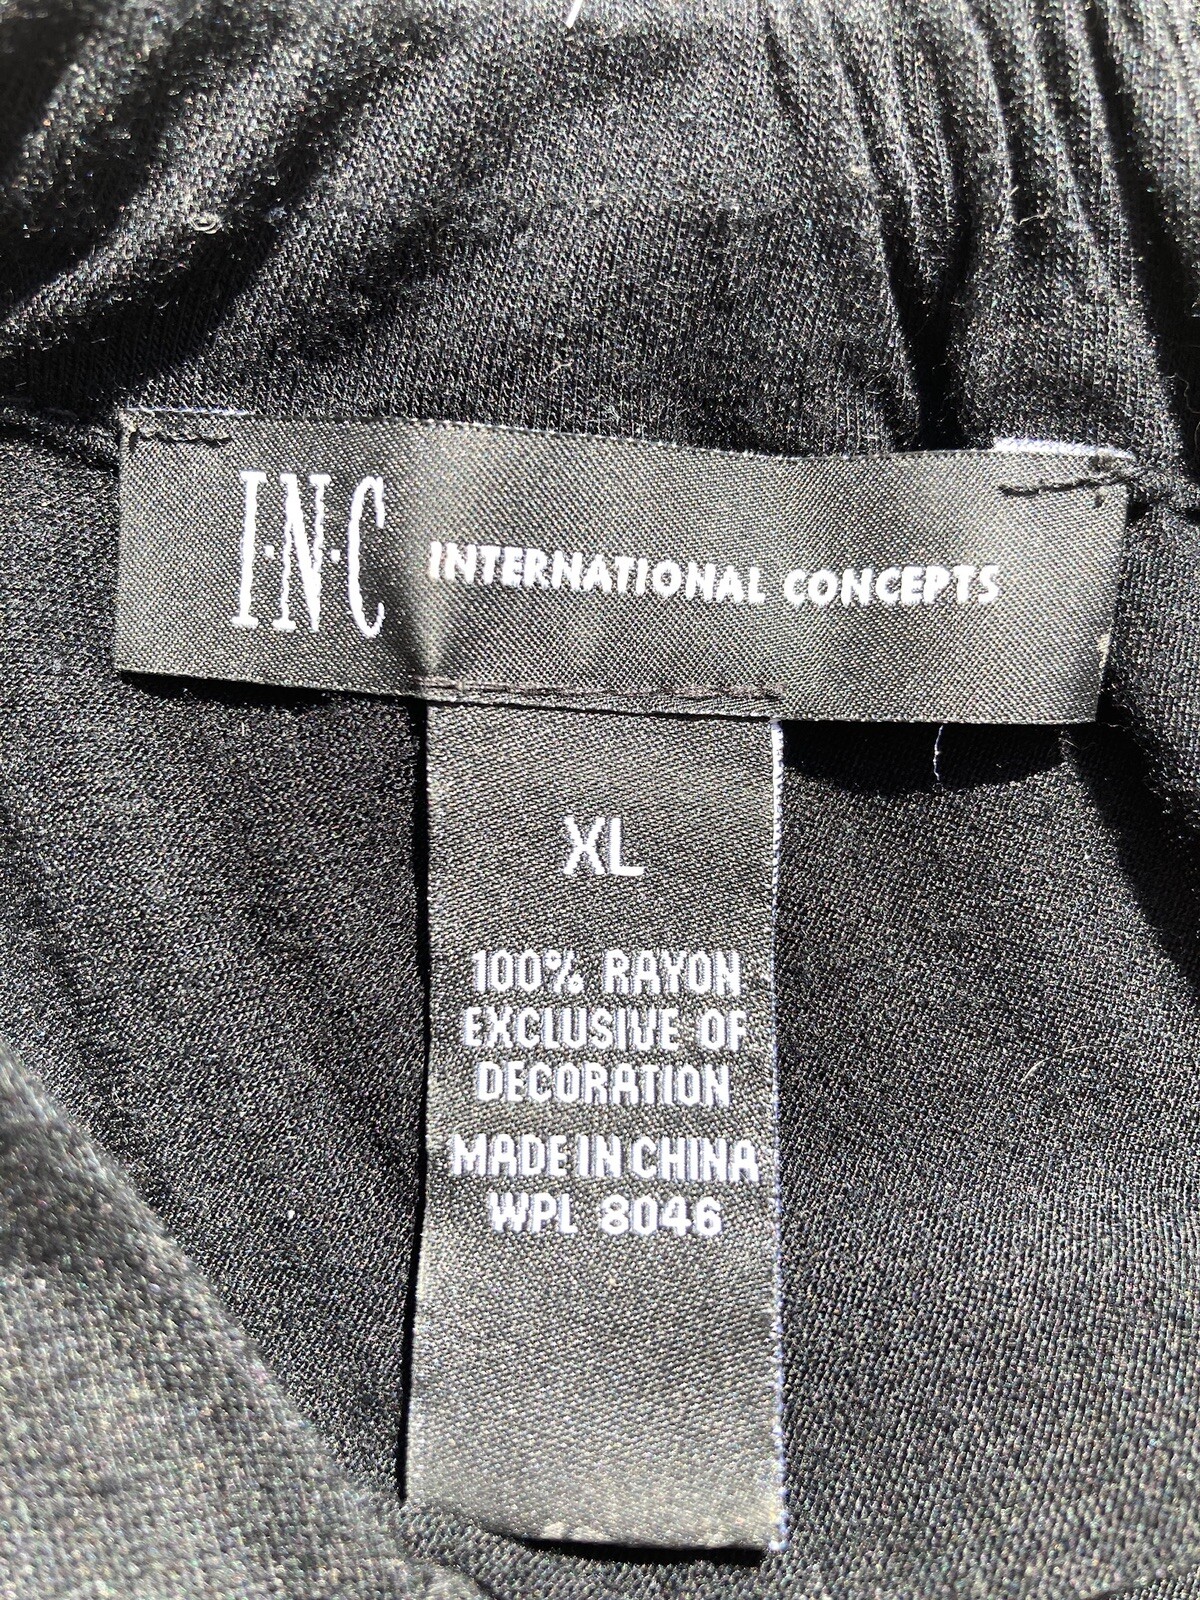 I·N·C INTERNATIONAL CONCEPTS
XL
100% RAYON
EXCLUSIVE OF
DECORATION
MADE IN CHINA
WPL 8046